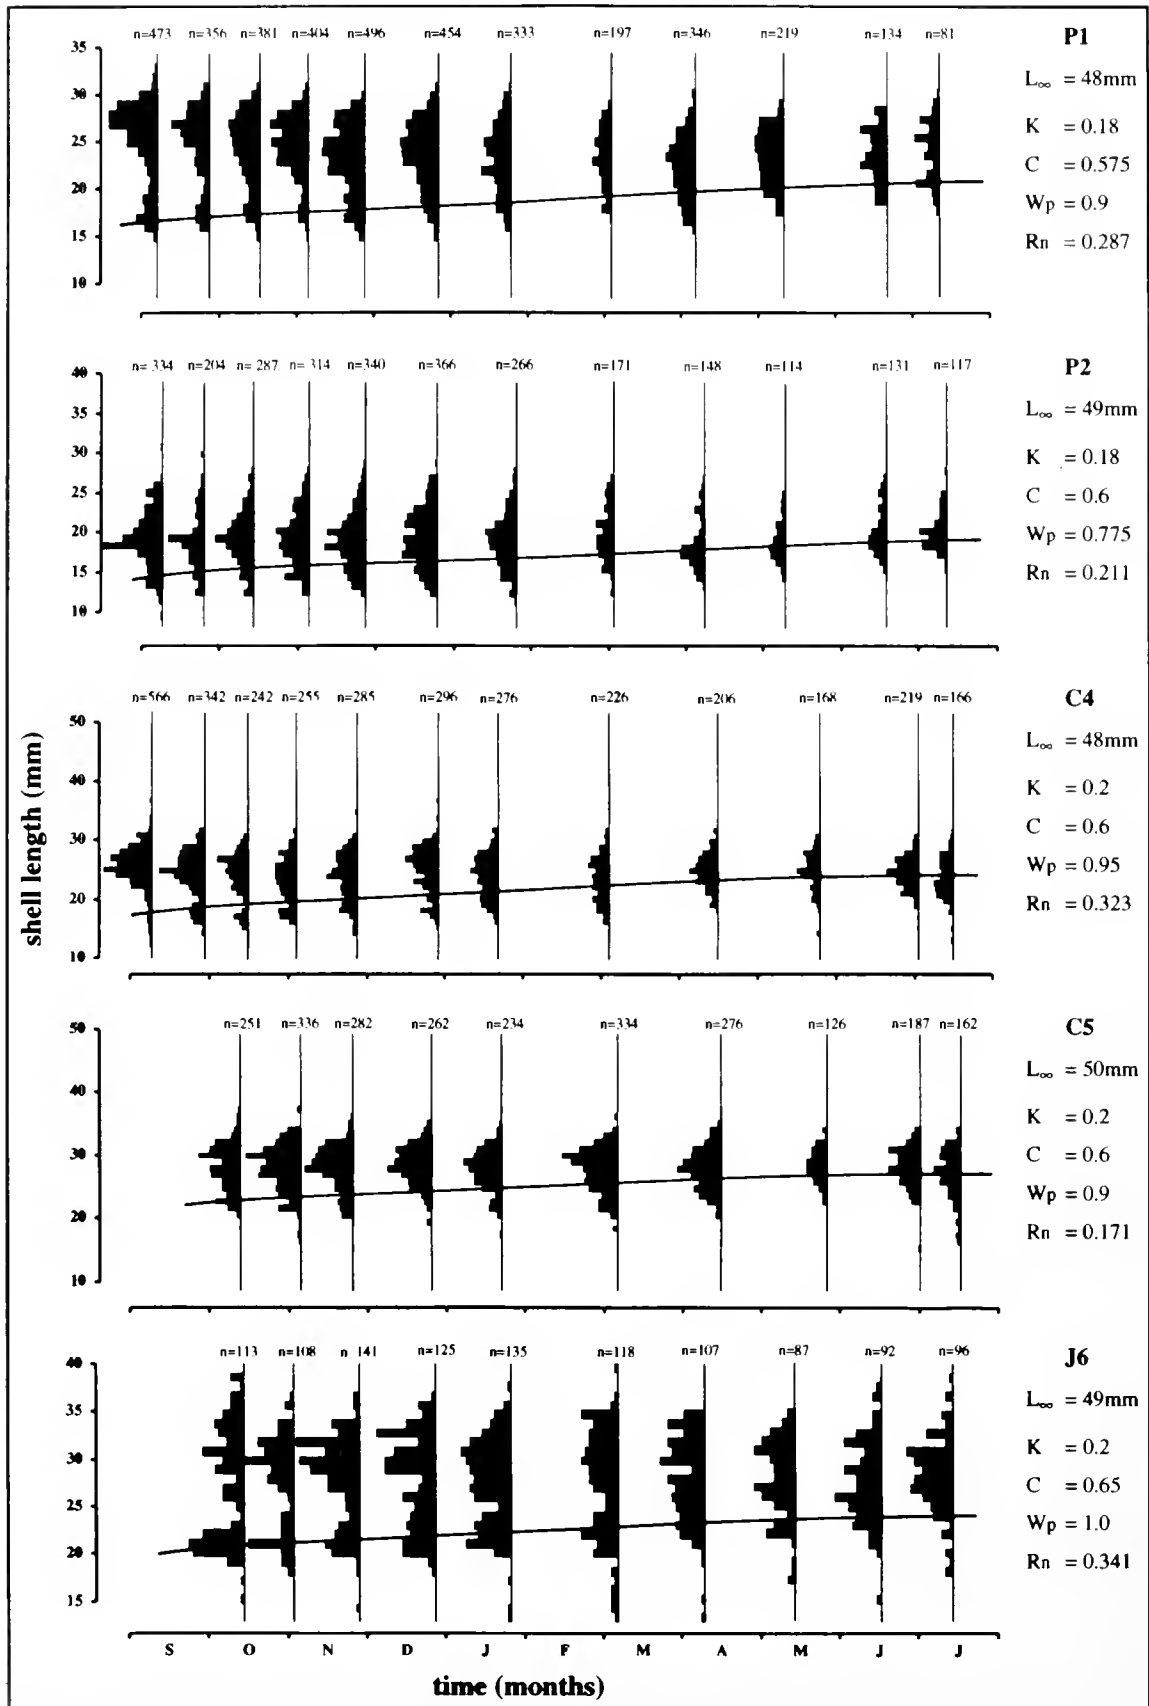 n=473 n=356 n=381 n=404 n=496 n=454 n=333 n=197 n=346 n=219 n=134 n=81
P1
L∞ = 48mm
K = 0.18
C = 0.575
Wp = 0.9
Rn = 0.287
35
30
25
20
15
10
n= 334 n=204 n= 287 n= 314 n=340 n=366 n=266 n=171 n=148 n=114 n=131 n=117
P2
L∞ = 49mm
K = 0.18
C = 0.6
Wp = 0.775
Rn = 0.211
40
35
30
25
20
15
10
n=566 n=342 n=242 n=255 n=285 n=296 n=276 n=226 n=206 n=168 n=219 n=166
C4
L∞ = 48mm
K = 0.2
C = 0.6
Wp = 0.95
Rn = 0.323
50
40
30
20
10
shell length (mm)
n=251 n=336 n=282 n=262 n=234 n=334 n=276 n=126 n=187 n=162
C5
L∞ = 50mm
K = 0.2
C = 0.6
Wp = 0.9
Rn = 0.171
50
40
30
20
10
n=113 n=108 n 141 n=125 n=135 n=118 n=107 n=87 n=92 n=96
J6
L∞ = 49mm
K = 0.2
C = 0.65
Wp = 1.0
Rn = 0.341
40
35
30
25
20
15
S O N D J F M A M J J
time (months)